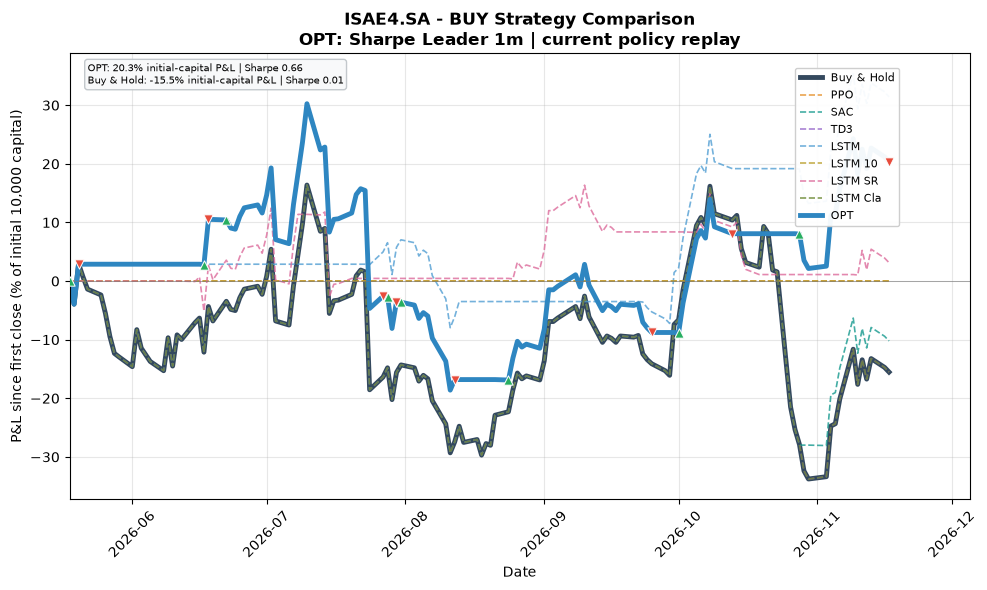 ISAE4.SA - BUY Strategy Comparison
OPT: Sharpe Leader 1m | current policy replay
OPT: 20.3% initial-capital P&L | Sharpe 0.66
Buy & Hold: -15.5% initial-capital P&L | Sharpe 0.01
Buy & Hold
PPO
SAC
TD3
LSTM
LSTM 10
LSTM SR
LSTM Cla
OPT
P&L since first close (% of initial 10,000 capital)
30
20
10
0
−10
−20
−30
2026-06
2026-07
2026-08
2026-09
2026-10
2026-11
2026-12
Date